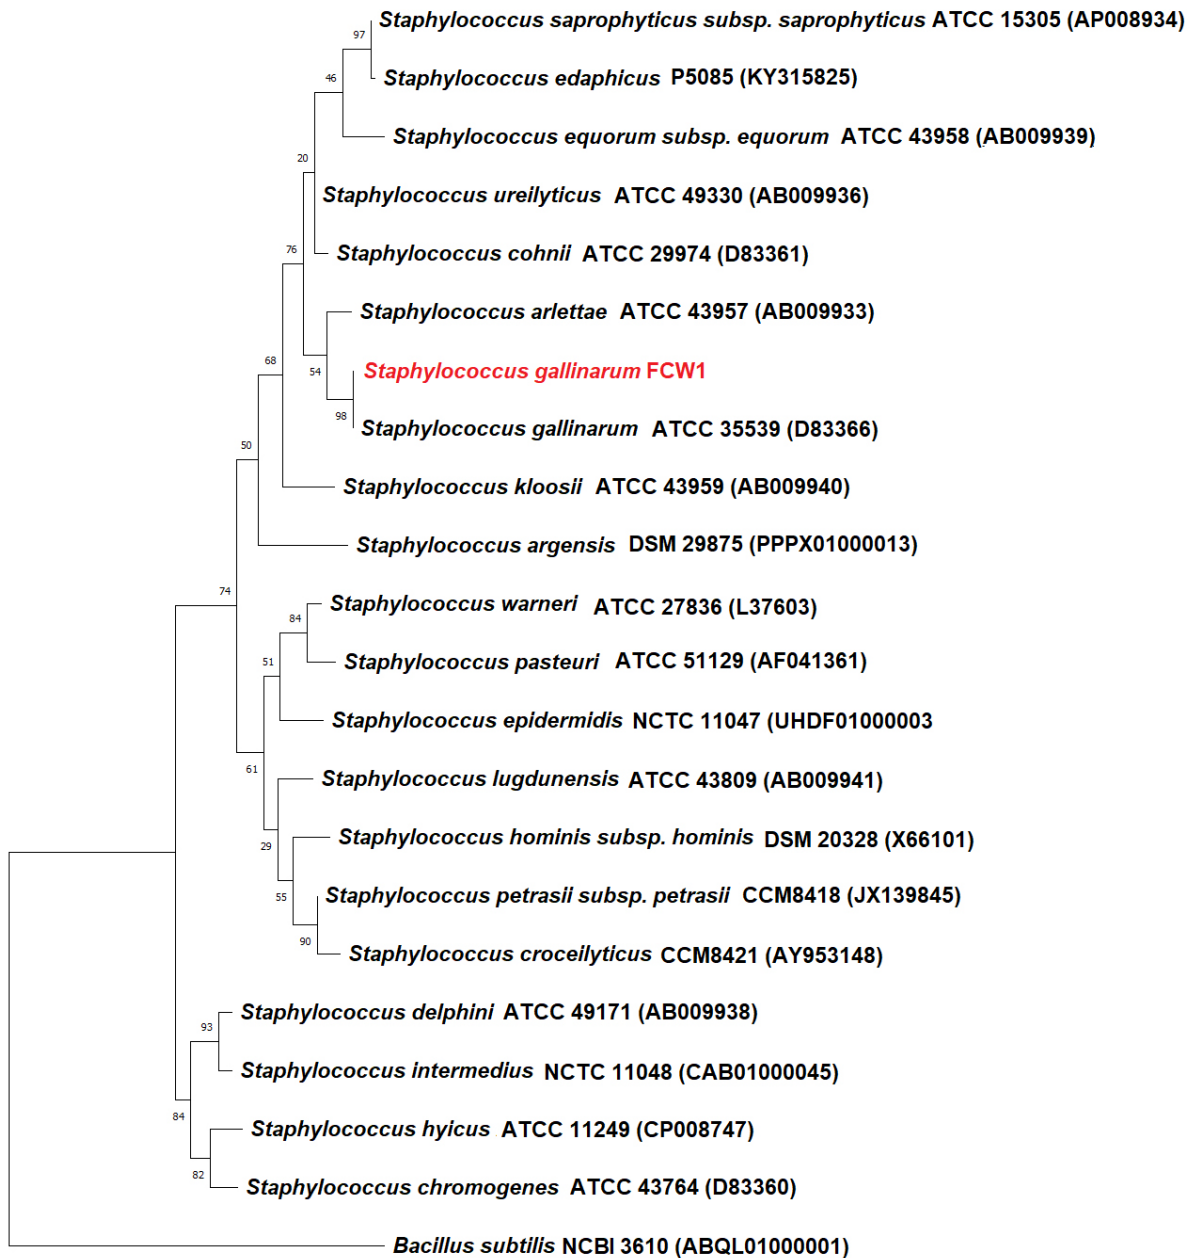 Staphylococcus saprophyticus subsp. saprophyticus ATCC 15305 (AP008934)
97
46
Staphylococcus edaphicus P5085 (KY315825)
Staphylococcus equorum subsp. equorum ATCC 43958 (AB009939)
20
Staphylococcus ureilyticus ATCC 49330 (AB009936)
76
Staphylococcus cohnii ATCC 29974 (D83361)
Staphylococcus arlettae ATCC 43957 (AB009933)
68
54
Staphylococcus gallinarum FCW1
98
Staphylococcus gallinarum ATCC 35539 (D83366)
50
Staphylococcus kloosii ATCC 43959 (AB009940)
Staphylococcus argensis DSM 29875 (PPPX01000013)
74
Staphylococcus warneri ATCC 27836 (L37603)
84
51
Staphylococcus pasteuri ATCC 51129 (AF041361)
Staphylococcus epidermidis NCTC 11047 (UHDF01000003
61
Staphylococcus lugdunensis ATCC 43809 (AB009941)
29
Staphylococcus hominis subsp. hominis DSM 20328 (X66101)
55
Staphylococcus petrasii subsp. petrasii CCM8418 (JX139845)
90
Staphylococcus croceilyticus CCM8421 (AY953148)
Staphylococcus delphini ATCC 49171 (AB009938)
93
Staphylococcus intermedius NCTC 11048 (CAB01000045)
84
Staphylococcus hyicus ATCC 11249 (CP008747)
82
Staphylococcus chromogenes ATCC 43764 (D83360)
Bacillus subtilis NCBI 3610 (ABQL01000001)